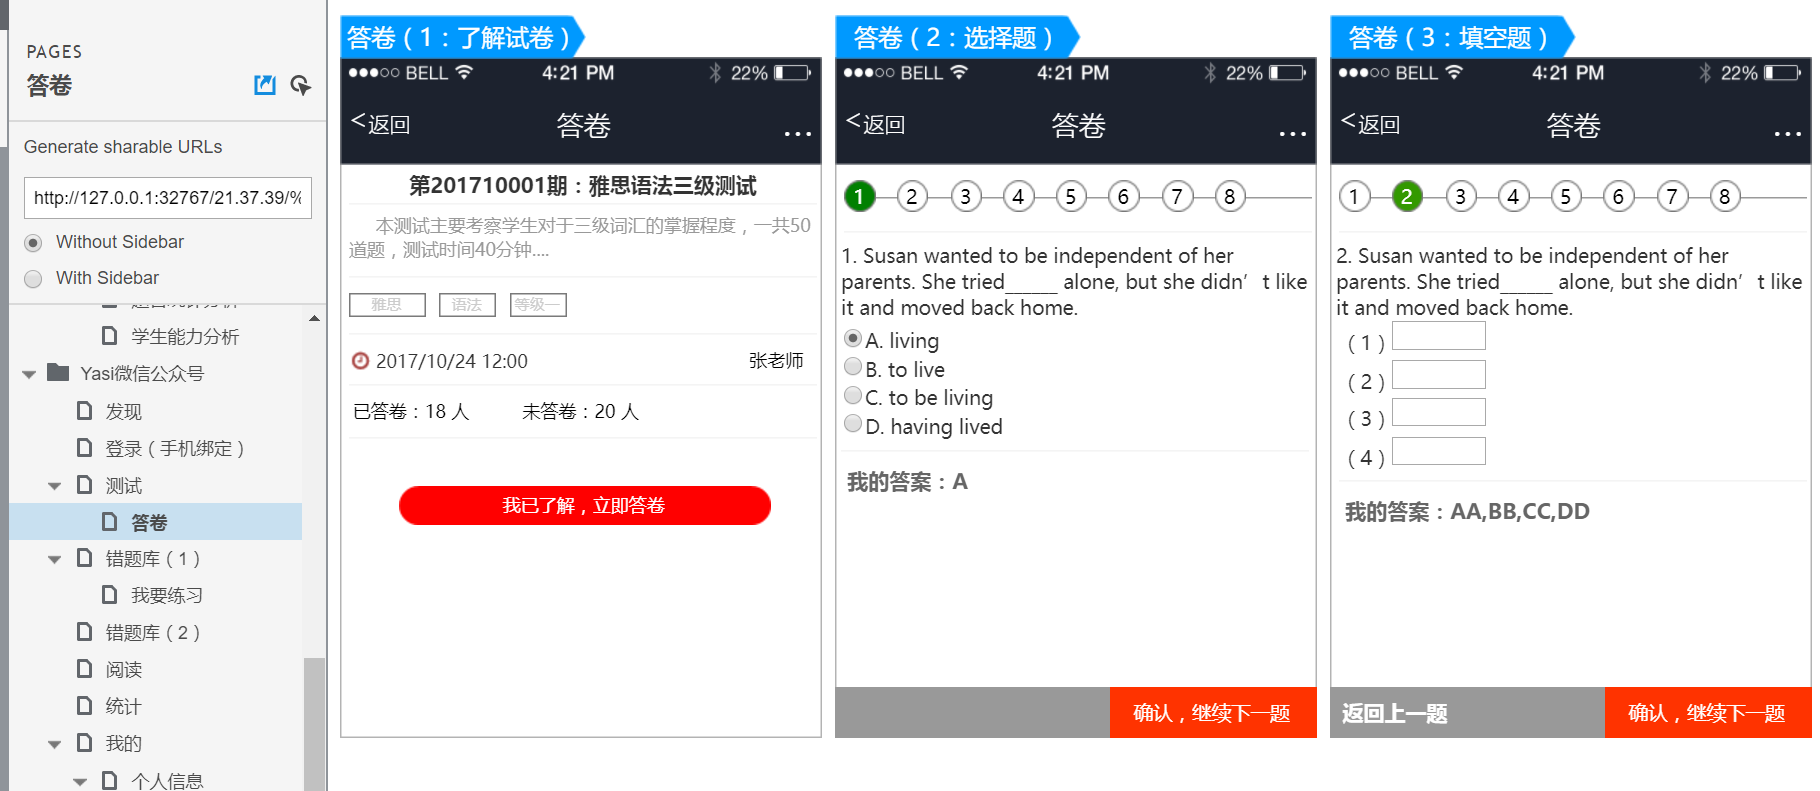 PAGES
答卷
Generate sharable URLs
http://127.0.0.1:32767/21.37.39/%
Without Sidebar
With Sidebar
学生能力分析
Yasi微信公众号
发现
登录（手机绑定）
测试
答卷
错题库（1）
我要练习
错题库（2）
阅读
统计
我的
个人信息
答卷（1：了解试卷）
BELL 4:21 PM 22%
<返回 答卷 ...
第201710001期：雅思语法三级测试
本测试主要考察学生对于三级词汇的掌握程度，一共50
道题，测试时间40分钟....
雅思 语法 等级一
2017/10/24 12:00 张老师
已答卷：18 人 未答卷：20 人
我已了解，立即答卷
答卷（2：选择题）
BELL 4:21 PM 22%
<返回 答卷 ...
1 2 3 4 5 6 7 8
1. Susan wanted to be independent of her
parents. She tried______ alone, but she didn’t like
it and moved back home.
A. living
B. to live
C. to be living
D. having lived
我的答案：A
确认，继续下一题
答卷（3：填空题）
BELL 4:21 PM 22%
<返回 答卷 ...
1 2 3 4 5 6 7 8
2. Susan wanted to be independent of her
parents. She tried______ alone, but she didn’t like
it and moved back home.
（1）
（2）
（3）
（4）
我的答案：AA,BB,CC,DD
返回上一题 确认，继续下一题